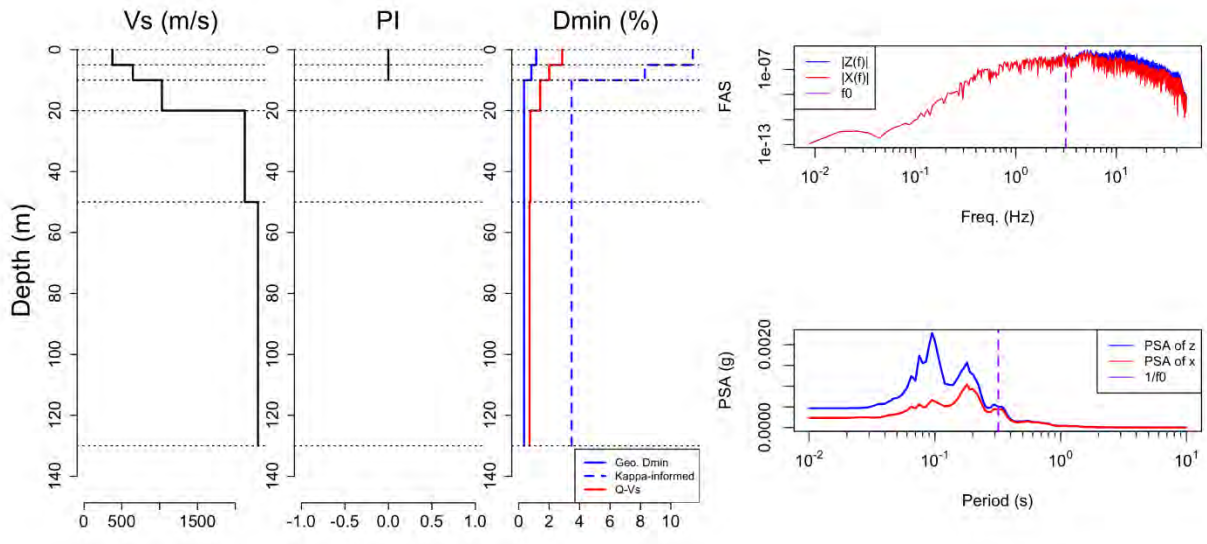 Vs (m/s)
PI
Dmin (%)
Depth (m)
0
20
40
60
80
100
120
140
0
20
40
60
80
100
120
140
0
20
40
60
80
100
120
140
500
1500
-1.0
-0.5
0.0
0.5
1.0
0
2
4
6
8
10
Geo. Dmin
Kappa-informed
Q-Vs
FAS
1e-07
1e-13
|Z(f)|
|X(f)|
f0
10-2
10-1
100
101
Freq. (Hz)
PSA (g)
0.0020
0.0000
PSA of z
PSA of x
1/f0
10-2
10-1
100
101
Period (s)